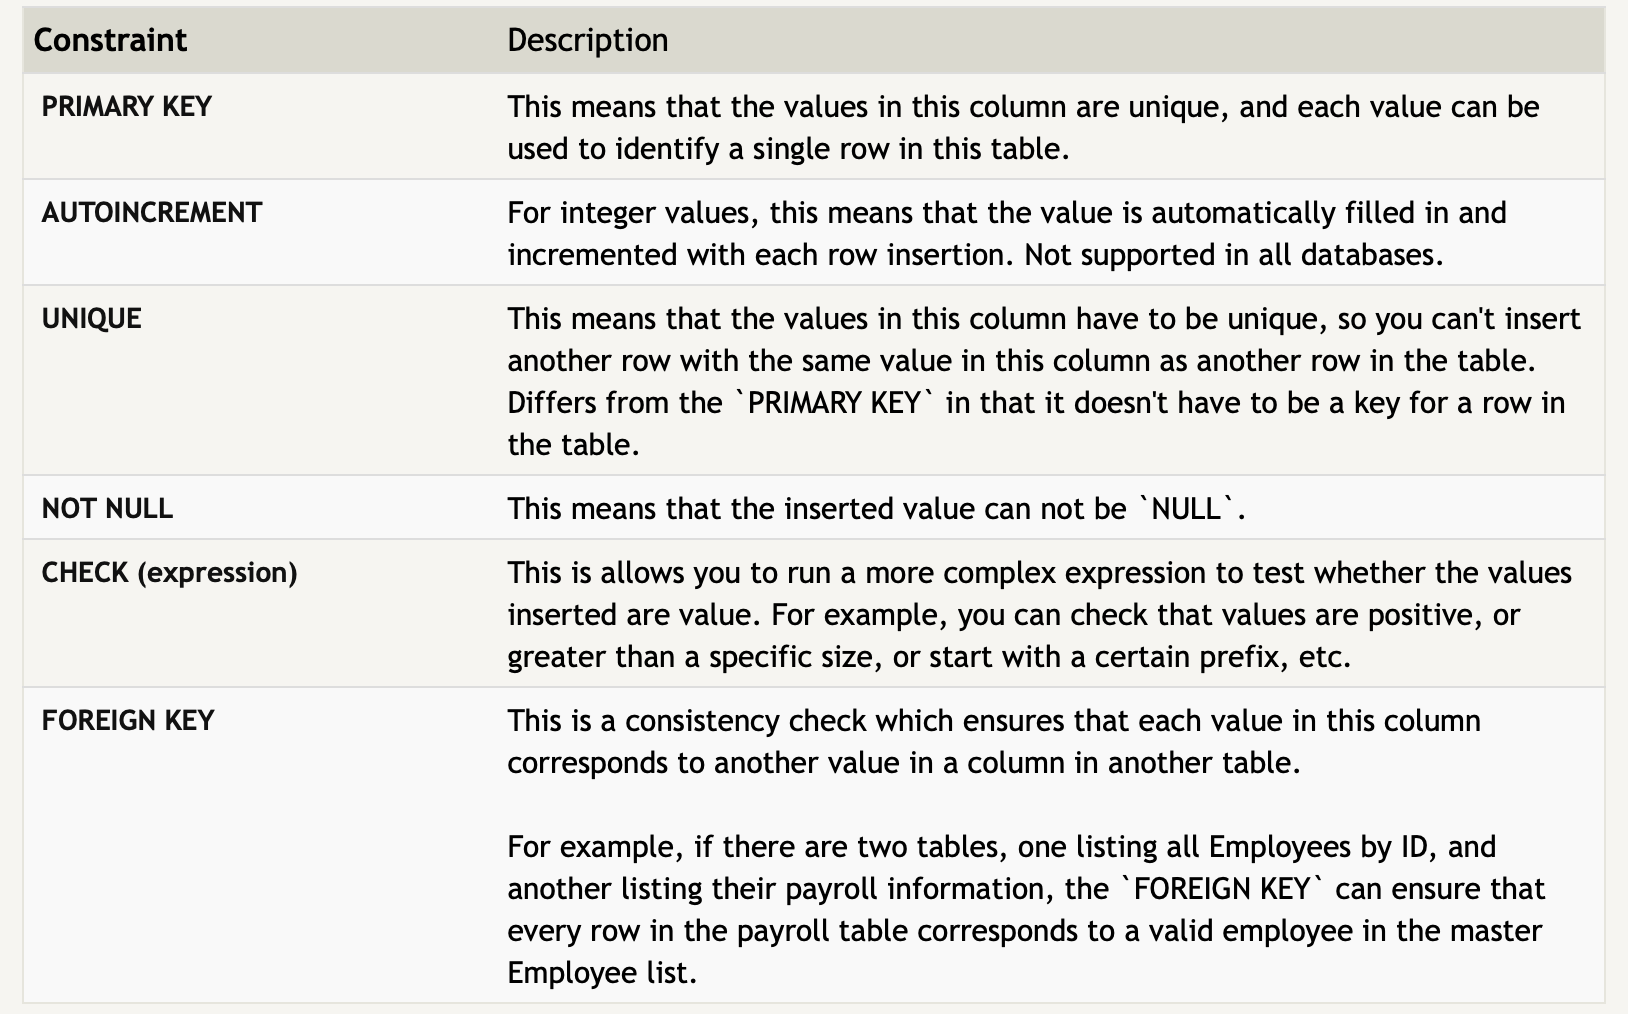 Constraint Description
PRIMARY KEY This means that the values in this column are unique, and each value can be
used to identify a single row in this table.
AUTOINCREMENT For integer values, this means that the value is automatically filled in and
incremented with each row insertion. Not supported in all databases.
UNIQUE This means that the values in this column have to be unique, so you can't insert
another row with the same value in this column as another row in the table.
Differs from the `PRIMARY KEY` in that it doesn't have to be a key for a row in
the table.
NOT NULL This means that the inserted value can not be `NULL`.
CHECK (expression) This is allows you to run a more complex expression to test whether the values
inserted are value. For example, you can check that values are positive, or
greater than a specific size, or start with a certain prefix, etc.
FOREIGN KEY This is a consistency check which ensures that each value in this column
corresponds to another value in a column in another table.
For example, if there are two tables, one listing all Employees by ID, and
another listing their payroll information, the `FOREIGN KEY` can ensure that
every row in the payroll table corresponds to a valid employee in the master
Employee list.